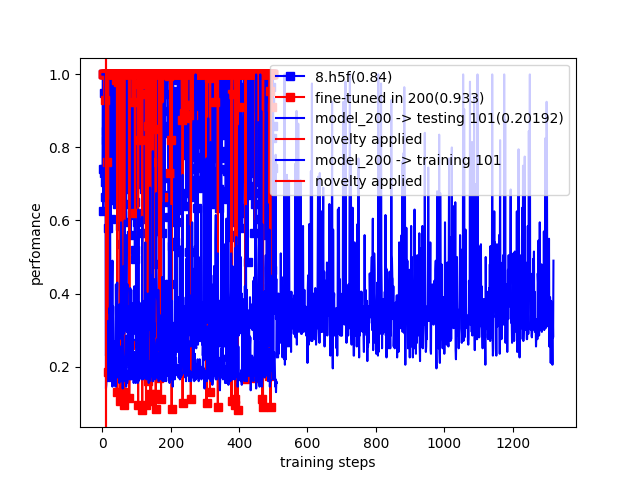 8.h5f(0.84)
fine-tuned in 200(0.933)
model_200 -> testing 101(0.20192)
novelty applied
model_200 -> training 101
novelty applied
perfomance
1.0
0.8
0.6
0.4
0.2
0 200 400 600 800 1000 1200
training steps